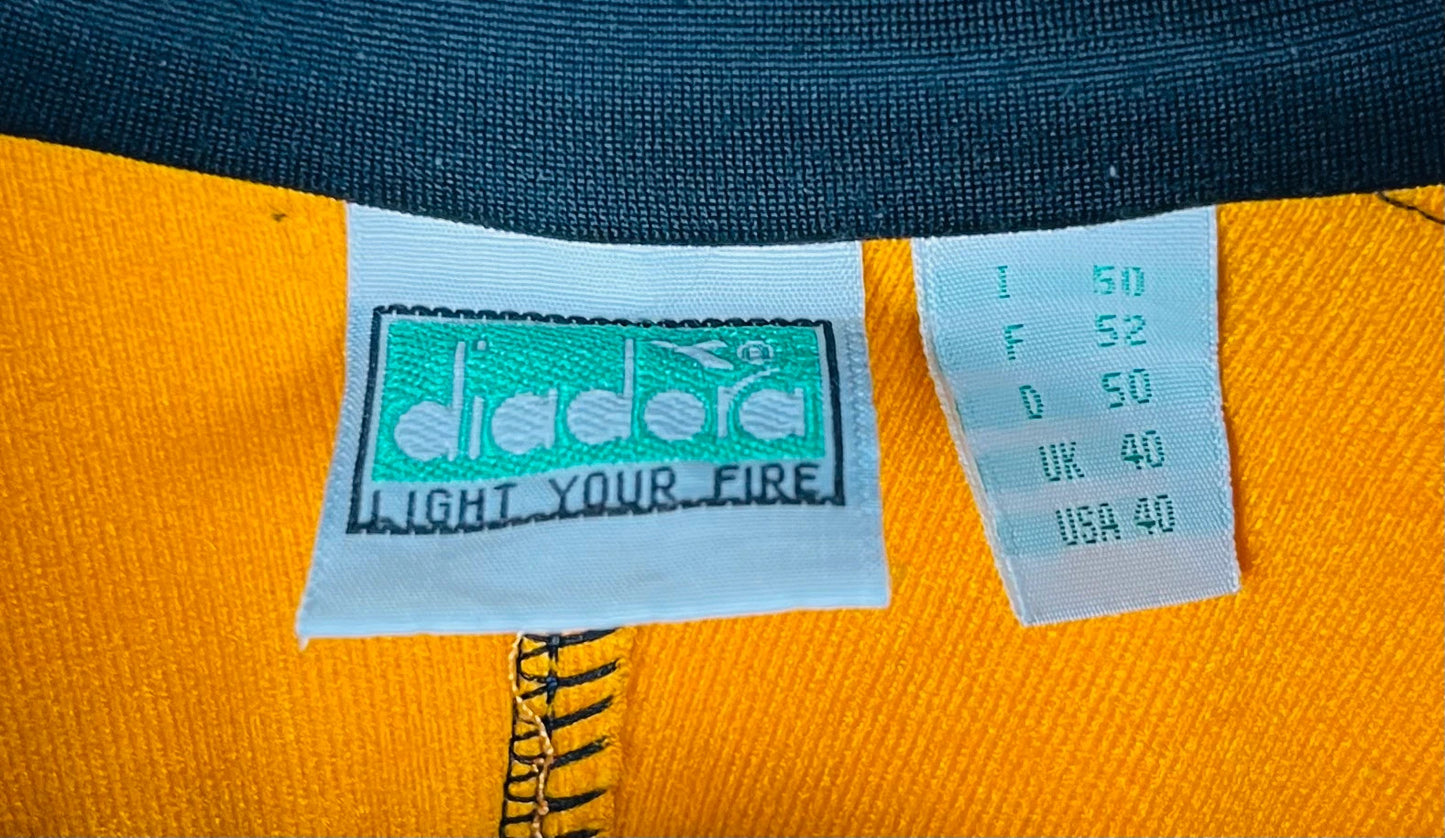 diadora ®
LIGHT YOUR FIRE
I 50
F 52
D 50
UK 40
USA 40